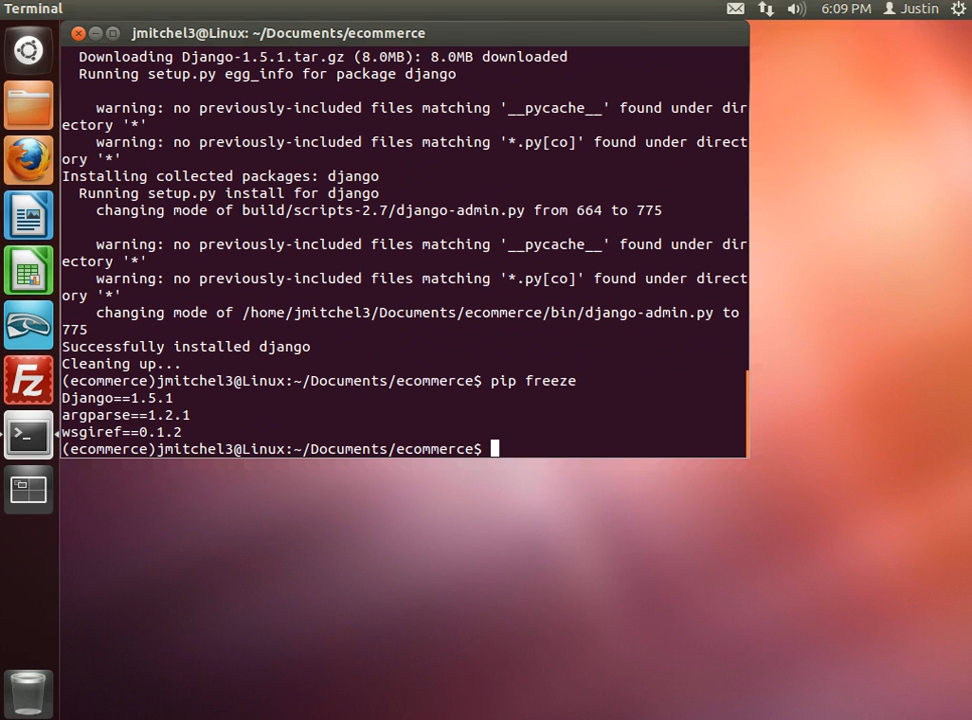 Terminal
6:09 PM
Justin
jmitchel3@Linux: ~/Documents/ecommerce
Downloading Django-1.5.1.tar.gz (8.0MB): 8.0MB downloaded
Running setup.py egg_info for package django
warning: no previously-included files matching '__pycache__' found under dir
ectory '*'
warning: no previously-included files matching '*.py[co]' found under direct
ory '*'
Installing collected packages: django
Running setup.py install for django
changing mode of build/scripts-2.7/django-admin.py from 664 to 775
warning: no previously-included files matching '__pycache__' found under dir
ectory '*'
warning: no previously-included files matching '*.py[co]' found under direct
ory '*'
changing mode of /home/jmitchel3/Documents/ecommerce/bin/django-admin.py to
775
Successfully installed django
Cleaning up...
(ecommerce)jmitchel3@Linux:~/Documents/ecommerce$ pip freeze
Django==1.5.1
argparse==1.2.1
wsgiref==0.1.2
(ecommerce)jmitchel3@Linux:~/Documents/ecommerce$
Fz
>_